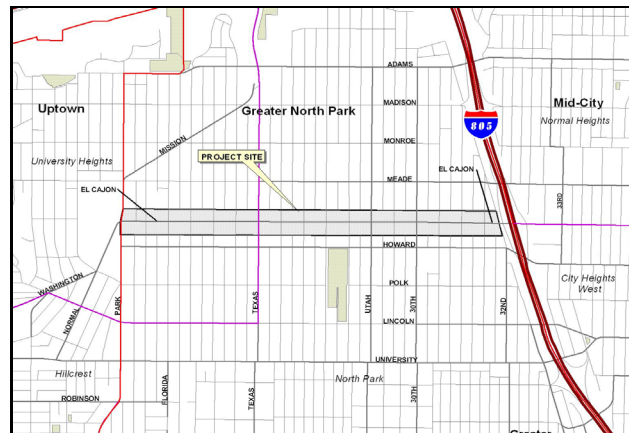 ADAMS
Uptown
Greater North Park
MADISON
Mid-City
Normal Heights
805
MISSION
MONROE
University Heights
PROJECT SITE
EL CAJON
MEADE
EL CAJON
33RD
HOWARD
WASHINGTON
NORMAL
PARK
TEXAS
UTAH
POLK
30TH
32ND
City Heights
West
LINCOLN
UNIVERSITY
Hillcrest
North Park
ROBINSON
FLORIDA
TEXAS
30TH
Greater